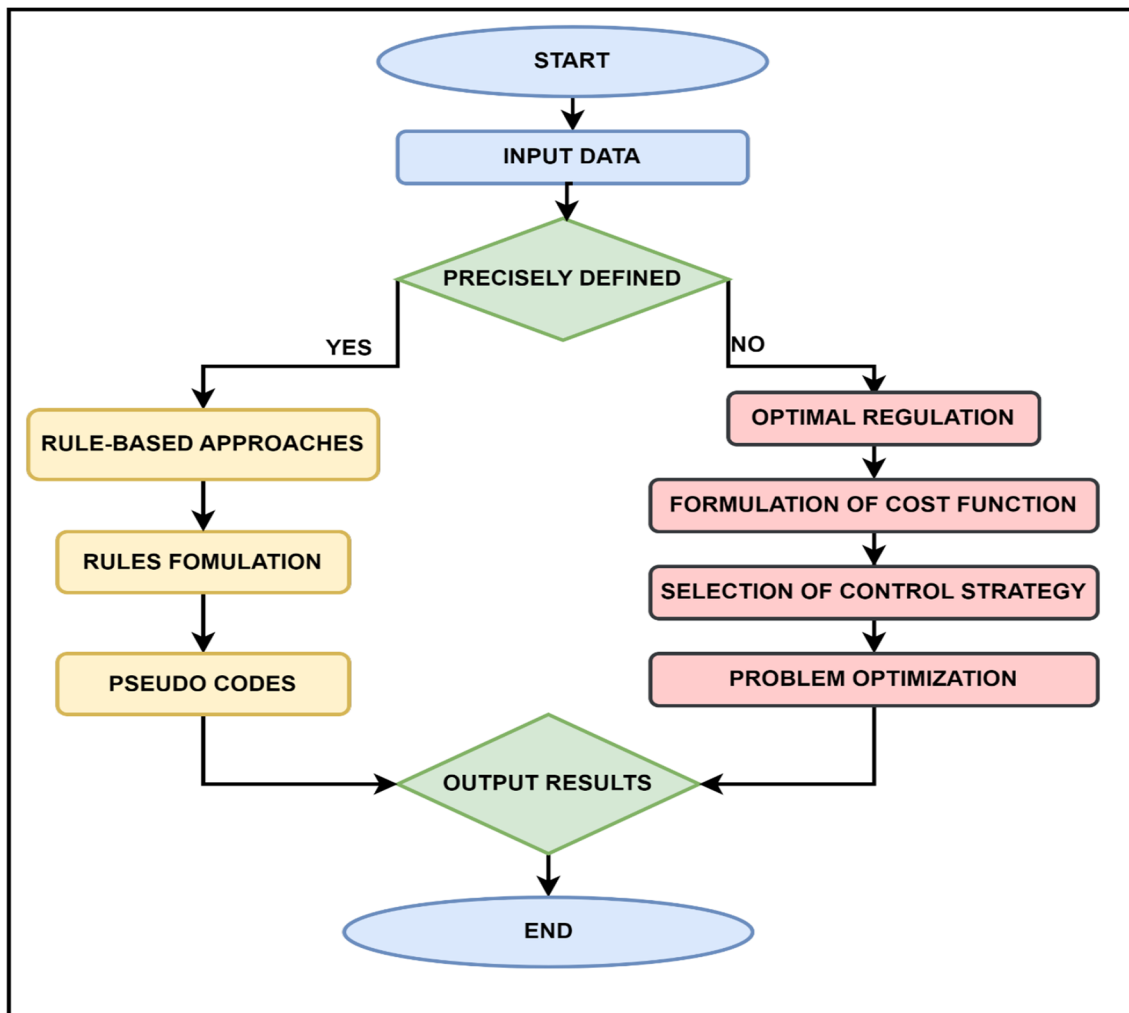 START
INPUT DATA
PRECISELY DEFINED
YES
NO
RULE-BASED APPROACHES
RULES FOMULATION
PSEUDO CODES
OPTIMAL REGULATION
FORMULATION OF COST FUNCTION
SELECTION OF CONTROL STRATEGY
PROBLEM OPTIMIZATION
OUTPUT RESULTS
END